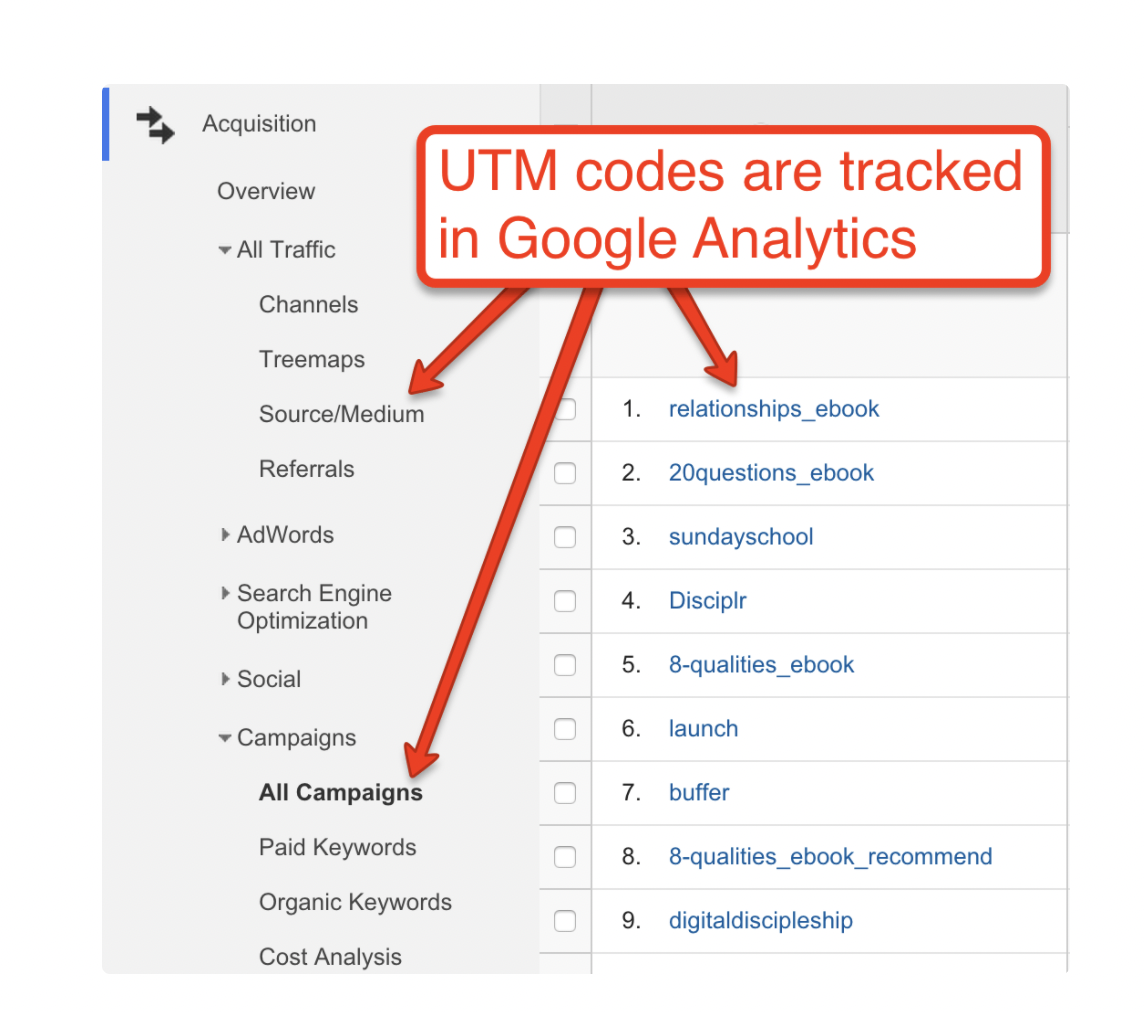 Acquisition
UTM codes are tracked
in Google Analytics
Overview
All Traffic
Channels
Treemaps
Source/Medium
Referrals
AdWords
Search Engine
Optimization
Social
Campaigns
All Campaigns
Paid Keywords
Organic Keywords
Cost Analysis
1. relationships_ebook
2. 20questions_ebook
3. sundayschool
4. Disciplr
5. 8-qualities_ebook
6. launch
7. buffer
8. 8-qualities_ebook_recommend
9. digitaldiscipleship